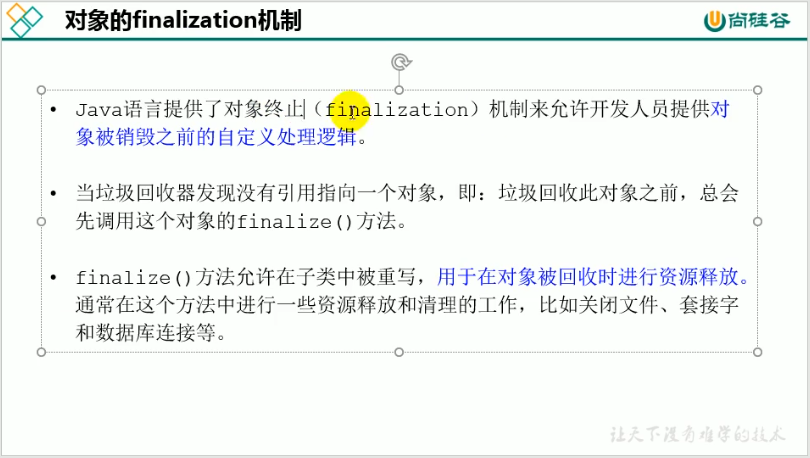 对象的finalization机制
尚硅谷
• Java语言提供了对象终止（finalization）机制来允许开发人员提供对
象被销毁之前的自定义处理逻辑。
• 当垃圾回收器发现没有引用指向一个对象，即：垃圾回收此对象之前，总会
先调用这个对象的finalize()方法。
• finalize()方法允许在子类中被重写，用于在对象被回收时进行资源释放。
通常在这个方法中进行一些资源释放和清理的工作，比如关闭文件、套接字
和数据库连接等。
让天下没有难学的技术